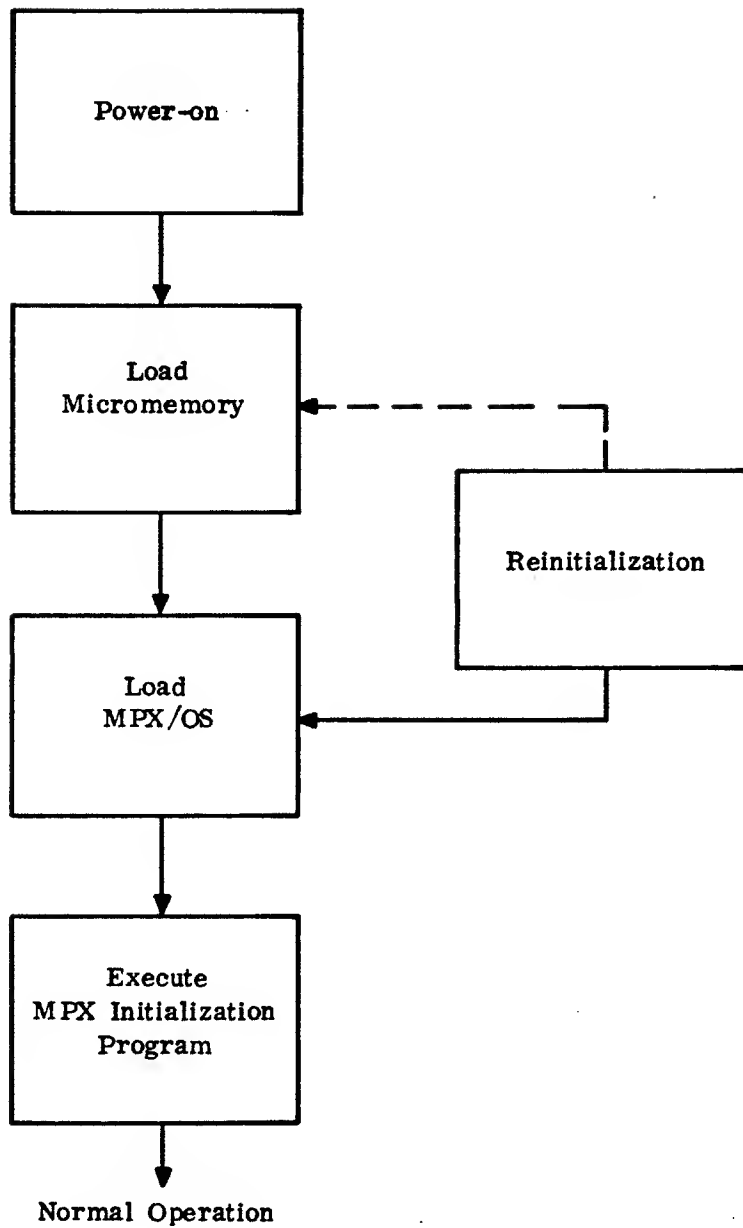 Power-on
Load
Micromemory
Reinitialization
Load
MPX/OS
Execute
MPX Initialization
Program
Normal Operation